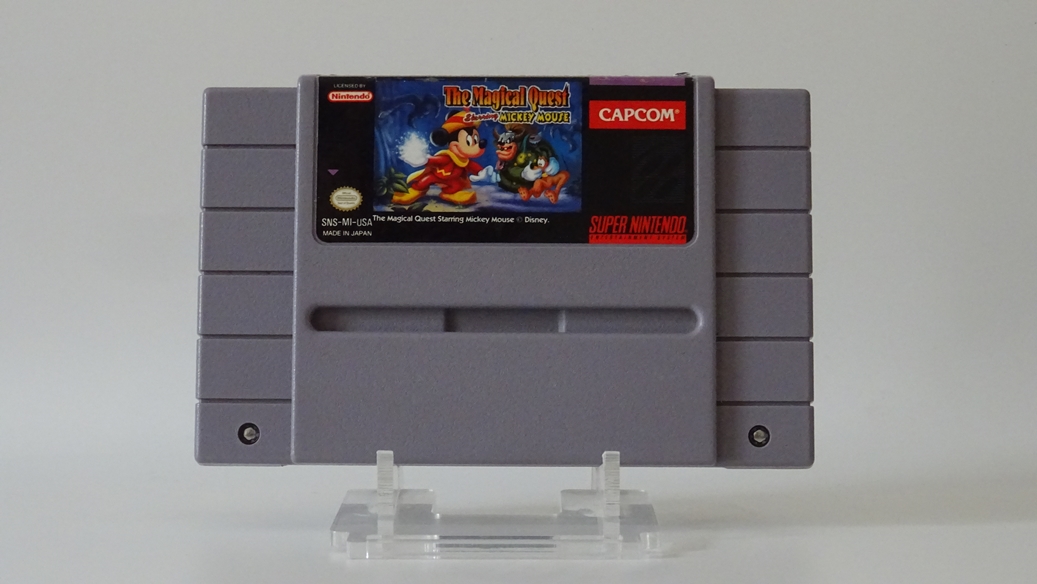 LICENSED BY
Nintendo
The Magical Quest
Starring MICKEY MOUSE
CAPCOM®
SNS-MI-USA
MADE IN JAPAN
The Magical Quest Starring Mickey Mouse © Disney.
SUPER NINTENDO
ENTERTAINMENT SYSTEM